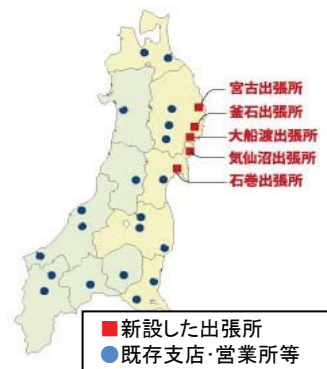 宮古出張所
釜石出張所
大船渡出張所
気仙沼出張所
石巻出張所
■新設した出張所
●既存支店・営業所等